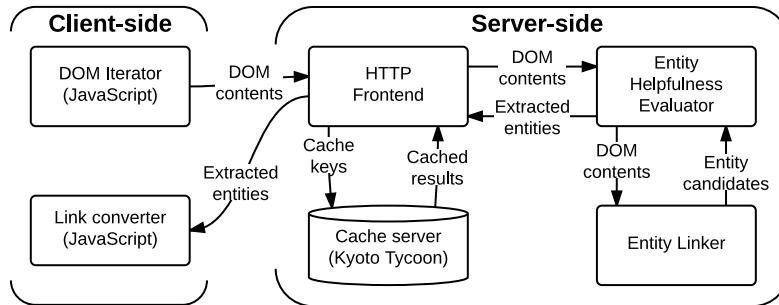 Client-side
Server-side
DOM Iterator
(JavaScript)
DOM
contents
HTTP
Frontend
DOM
contents
Entity
Helpfulness
Evaluator
Extracted
entities
Cache
keys
Cached
results
DOM
contents
Entity
candidates
Extracted
entities
Link converter
(JavaScript)
Cache server
(Kyoto Tycoon)
Entity Linker